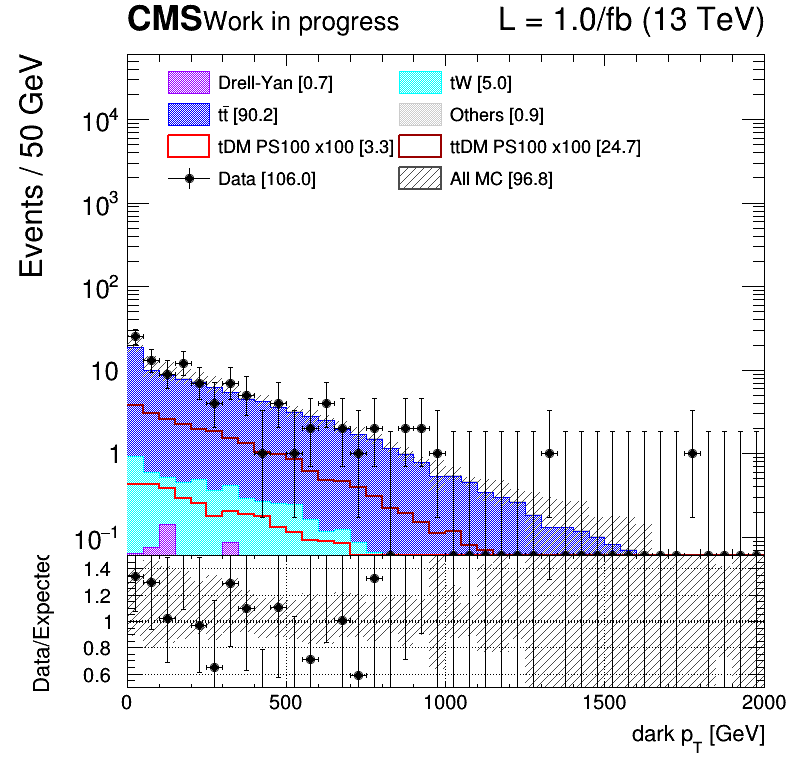 CMS Work in progress L = 1.0/fb (13 TeV)
Events / 50 GeV
Drell-Yan [0.7] tW [5.0]
tt̄ [90.2] Others [0.9]
tDM PS100 x100 [3.3] ttDM PS100 x100 [24.7]
Data [106.0] All MC [96.8]
10⁴
10³
10²
10
1
10⁻¹
Data/Expected
1.4
1.2
1
0.8
0.6
0 500 1000 1500 2000
dark p_T [GeV]